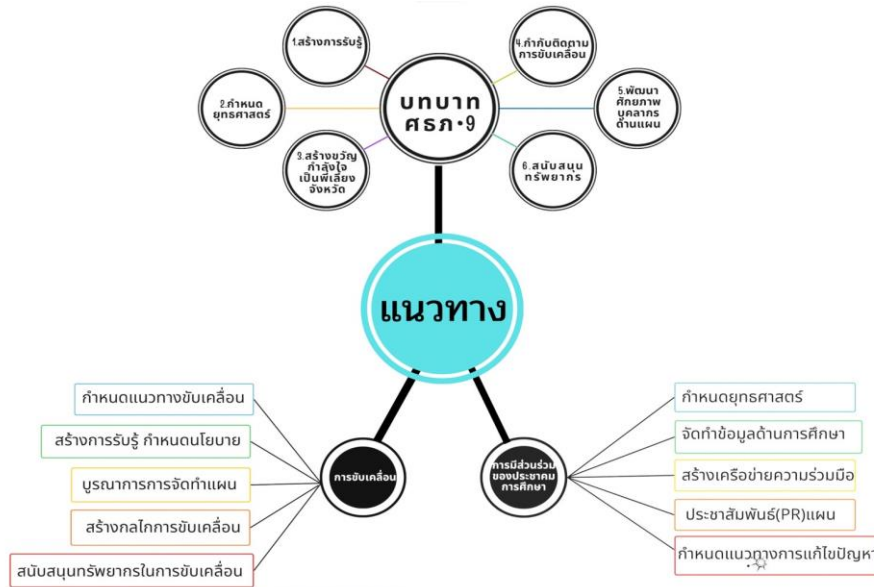 1.สร้างการรับรู้
4.กำกับติดตาม
การขับเคลื่อน
บทบาท
ศธภ.9
2.กำหนด
ยุทธศาสตร์
5.พัฒนา
ศักยภาพ
บุคลากร
ด้านแผน
3.สร้างขวัญ
กำลังใจ
เป็นพี่เลี้ยง
จังหวัด
6.สนับสนุน
ทรัพยากร
แนวทาง
กำหนดแนวทางขับเคลื่อน
สร้างการรับรู้ กำหนดนโยบาย
บูรณาการการจัดทำแผน
สร้างกลไกการขับเคลื่อน
สนับสนุนทรัพยากรในการขับเคลื่อน
การขับเคลื่อน
การมีส่วนร่วม
ของประชาคม
การศึกษา
กำหนดยุทธศาสตร์
จัดทำข้อมูลด้านการศึกษา
สร้างเครือข่ายความร่วมมือ
ประชาสัมพันธ์(PR)แผน
กำหนดแนวทางการแก้ไขปัญหา